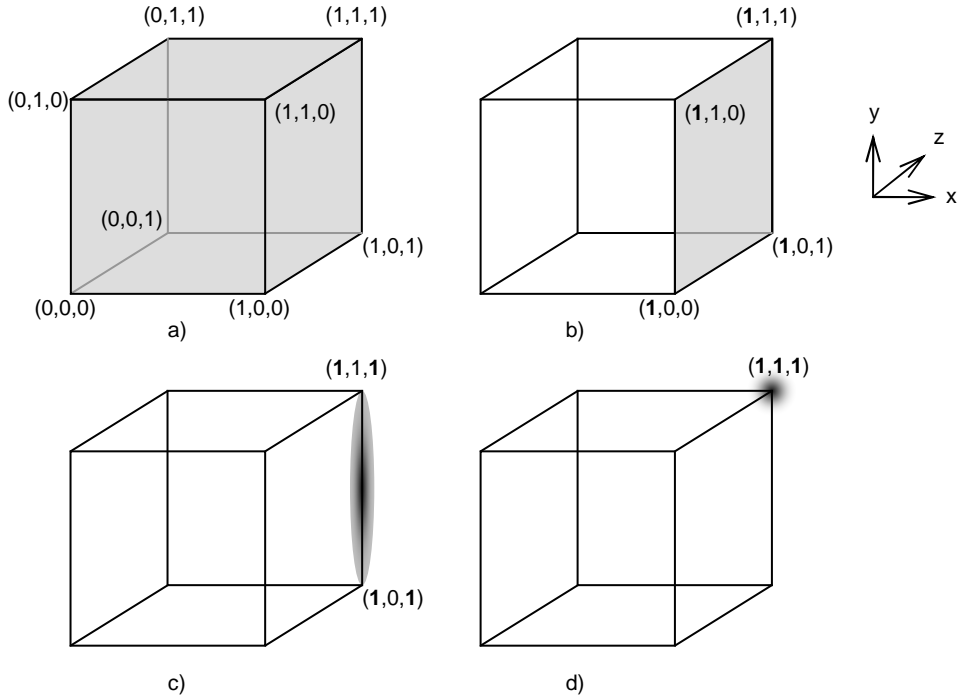 (0,1,1)
(1,1,1)
(0,1,0)
(1,1,0)
(0,0,1)
(1,0,1)
(0,0,0)
(1,0,0)
a)
(1,1,1)
(1,1,0)
(1,0,1)
(1,0,0)
b)
y
z
x
(1,1,1)
(1,0,1)
c)
(1,1,1)
d)